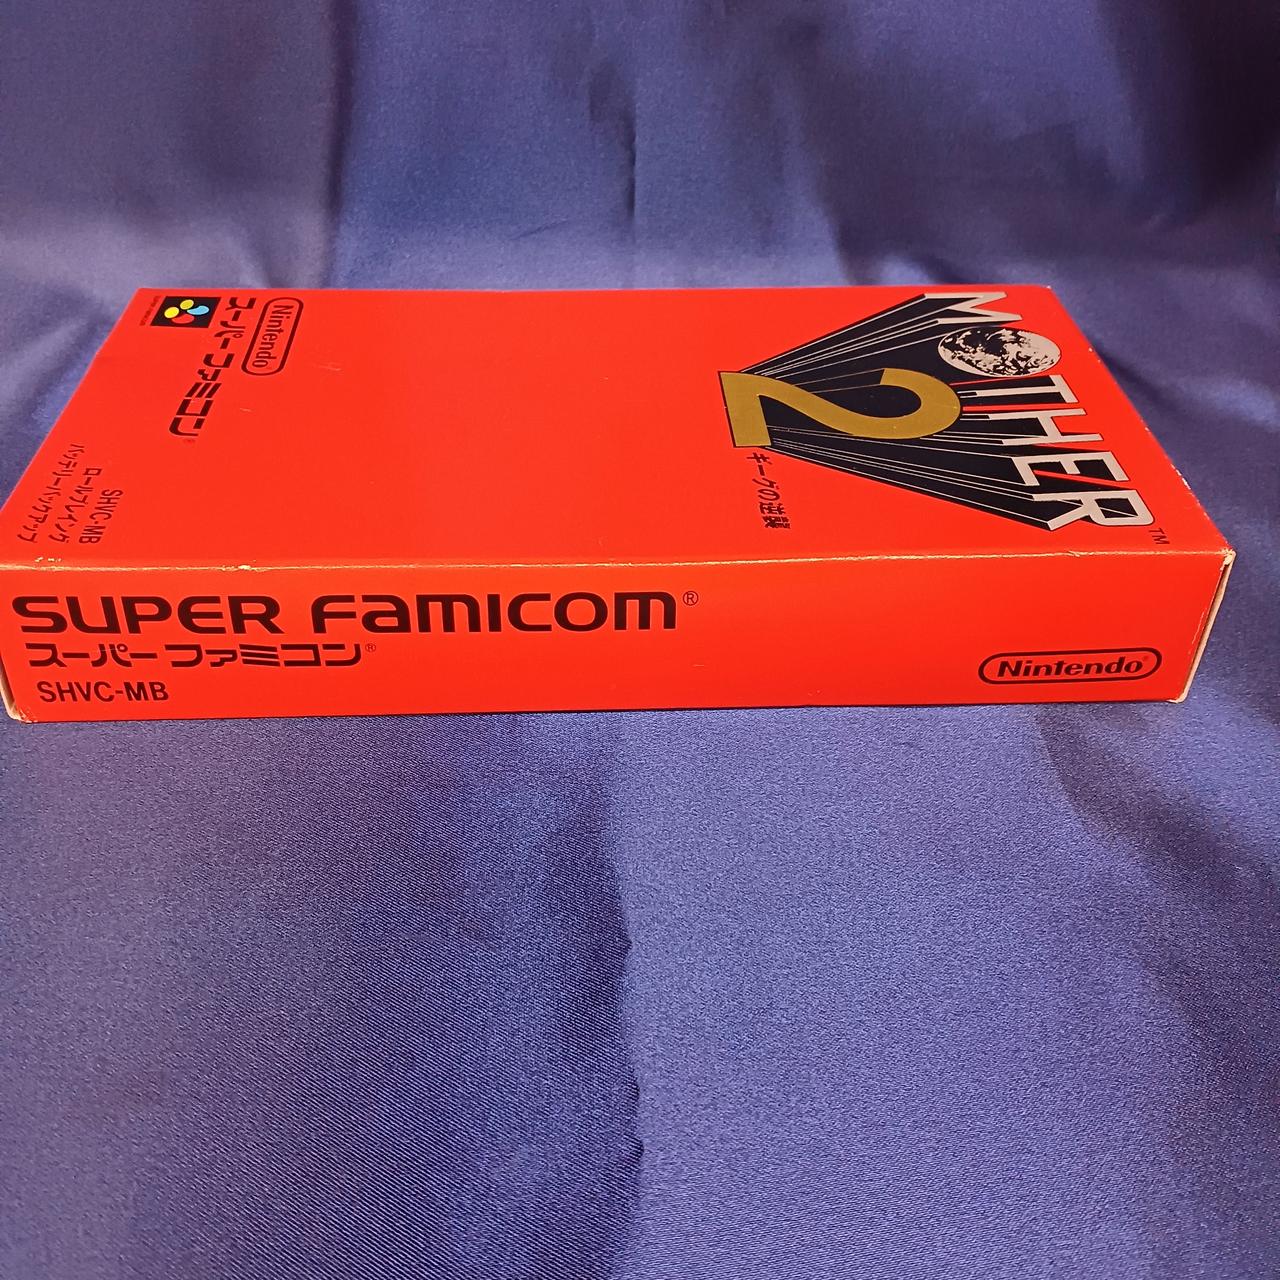 MOTHER™
2
ギーグの逆襲
Nintendo
スーパーファミコン®
SHVC-MB
ロールプレイング
バッテリーバックアップ
SUPER FAMICOM®
スーパーファミコン®
SHVC-MB
Nintendo®